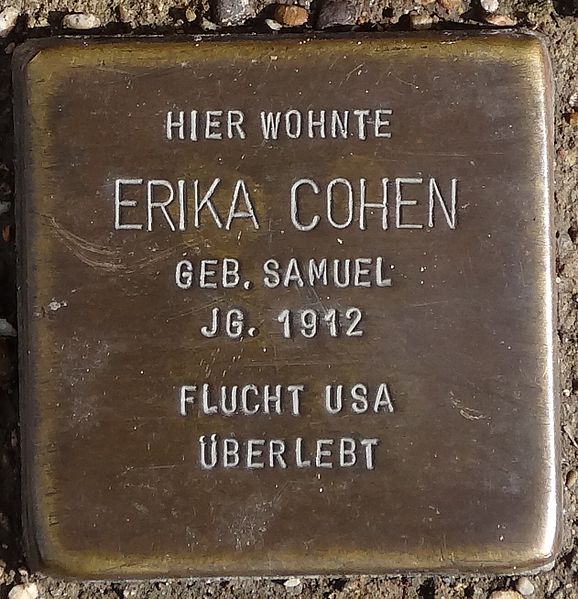 HIER WOHNTE
ERIKA COHEN
GEB. SAMUEL
JG. 1912
FLUCHT USA
ÜBERLEBT